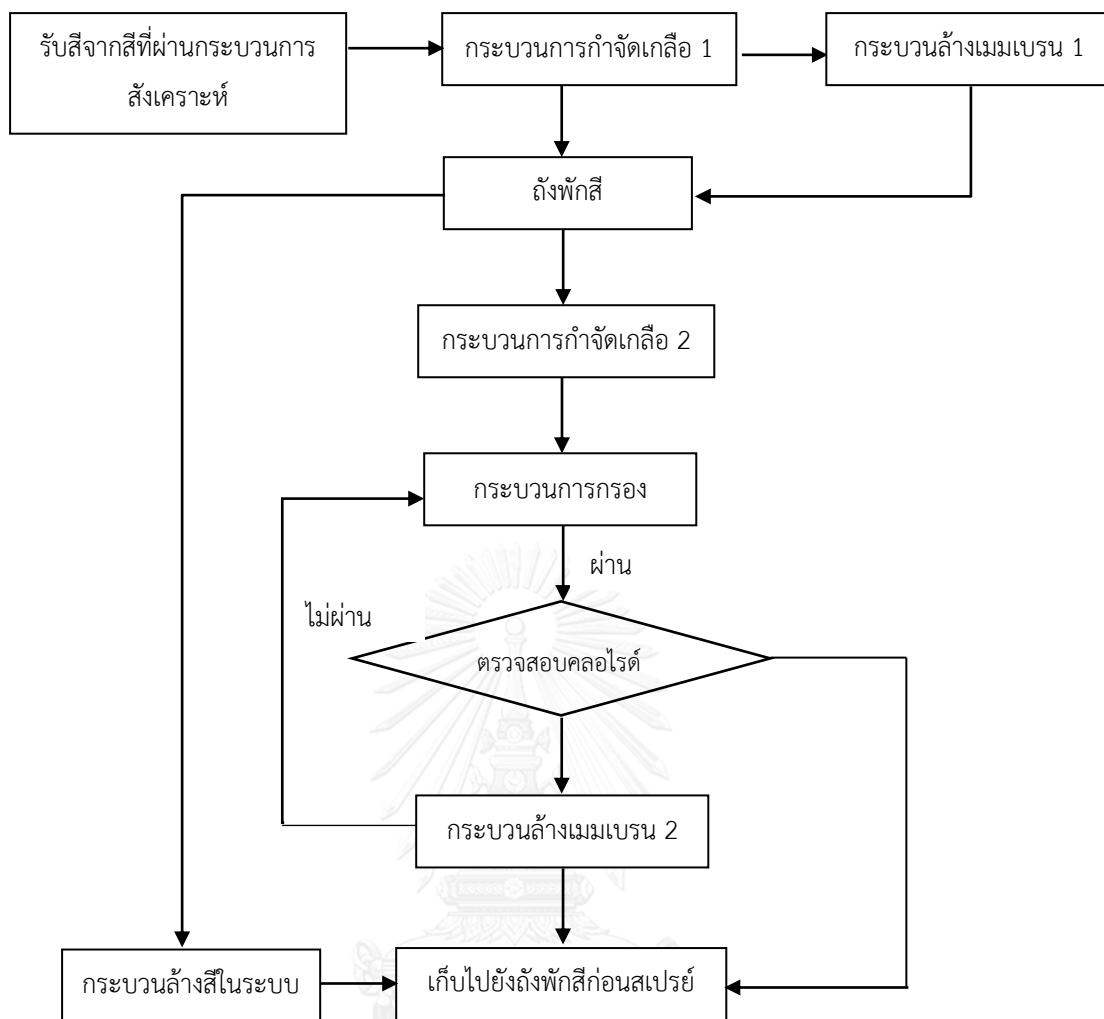 รับสีจากสีที่ผ่านกระบวนการ
สังเคราะห์
กระบวนการกำจัดเกลือ 1
กระบวนล้างเมมเบรน 1
ถังพักสี
กระบวนการกำจัดเกลือ 2
กระบวนการกรอง
ผ่าน
ไม่ผ่าน
ตรวจสอบคลอไรด์
กระบวนล้างเมมเบรน 2
กระบวนล้างสีในระบบ
เก็บไปยังถังพักสีก่อนสเปรย์